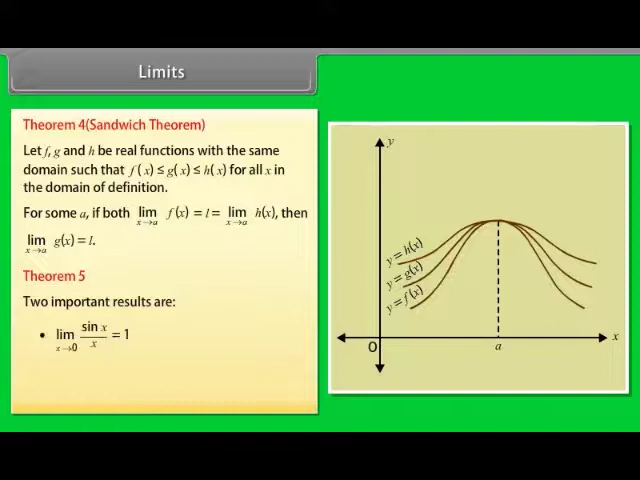 Limits
Theorem 4(Sandwich Theorem)
Let f, g and h be real functions with the same
domain such that f( x) ≤ g( x) ≤ h( x) for all x in
the domain of definition.
For some a, if both lim x→a f(x) = l = lim x→a h(x), then
lim x→a g(x) = l.
Theorem 5
Two important results are:
• lim x→0 sin x / x = 1
y
y = h(x)
y = g(x)
y = f(x)
O
a
x